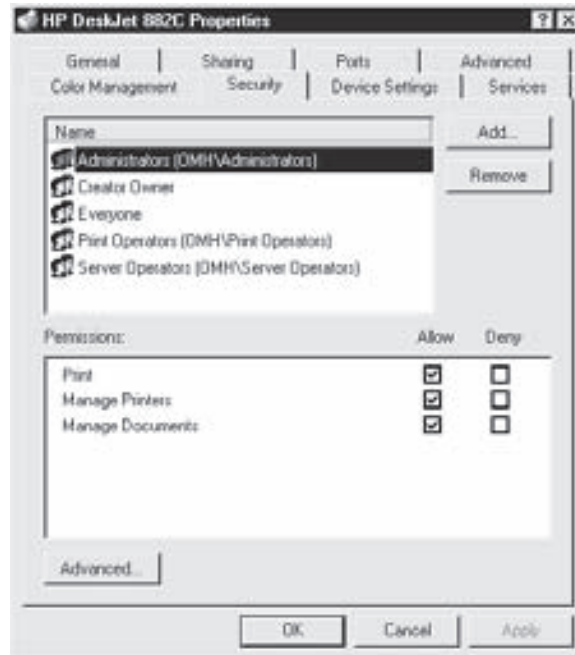 HP DeskJet 882C Properties
General Sharing Ports Advanced
Color Management Security Device Settings Services
Name
Add...
Administrators (OMH\Administrators)
Remove
Creator Owner
Everyone
Print Operators (OMH\Print Operators)
Server Operators (OMH\Server Operators)
Permissions: Allow Deny
Print
Manage Printers
Manage Documents
Advanced...
OK Cancel Apply